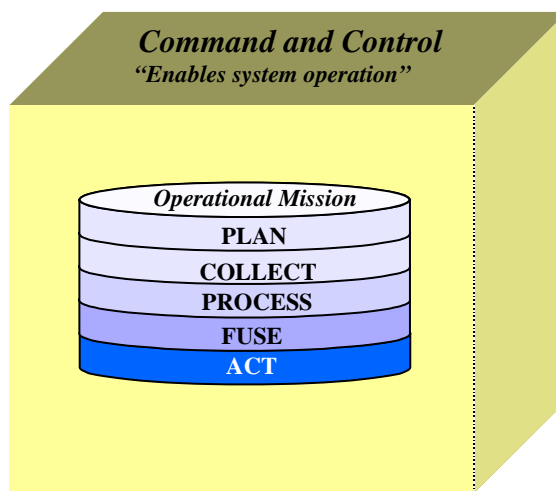 Command and Control
“Enables system operation”
Operational Mission
PLAN
COLLECT
PROCESS
FUSE
ACT